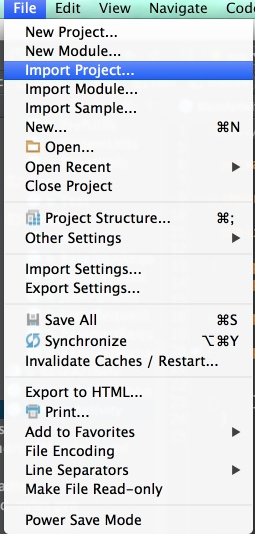 File Edit View Navigate Code
New Project...
New Module...
Import Project...
Import Module...
Import Sample...
New... ⌘N
Open...
Open Recent
Close Project
Project Structure... ⌘;
Other Settings
Import Settings...
Export Settings...
Save All ⌘S
Synchronize ⌥⌘Y
Invalidate Caches / Restart...
Export to HTML...
Print...
Add to Favorites
File Encoding
Line Separators
Make File Read-only
Power Save Mode